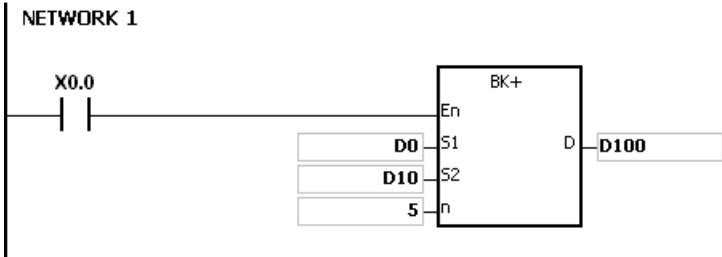 NETWORK 1
X0.0
BK+
En
D0 S1 D D100
D10 S2
5 n